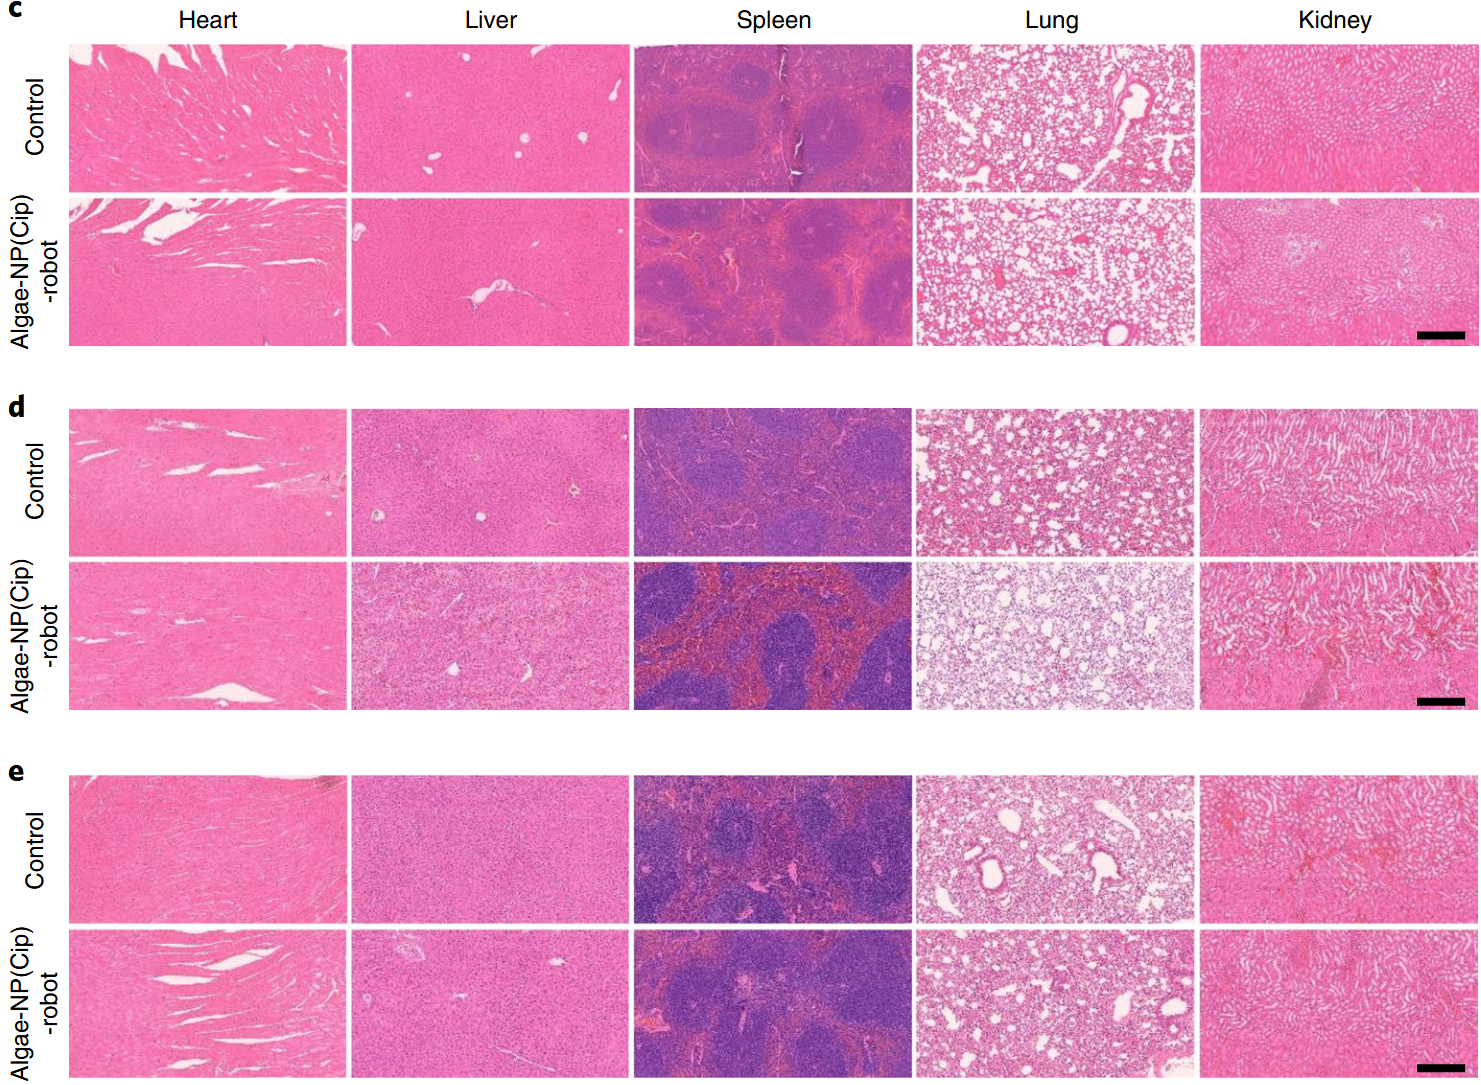 c
Heart Liver Spleen Lung Kidney
Control
Algae-NP(Cip)
-robot
d
Control
Algae-NP(Cip)
-robot
e
Control
Algae-NP(Cip)
-robot